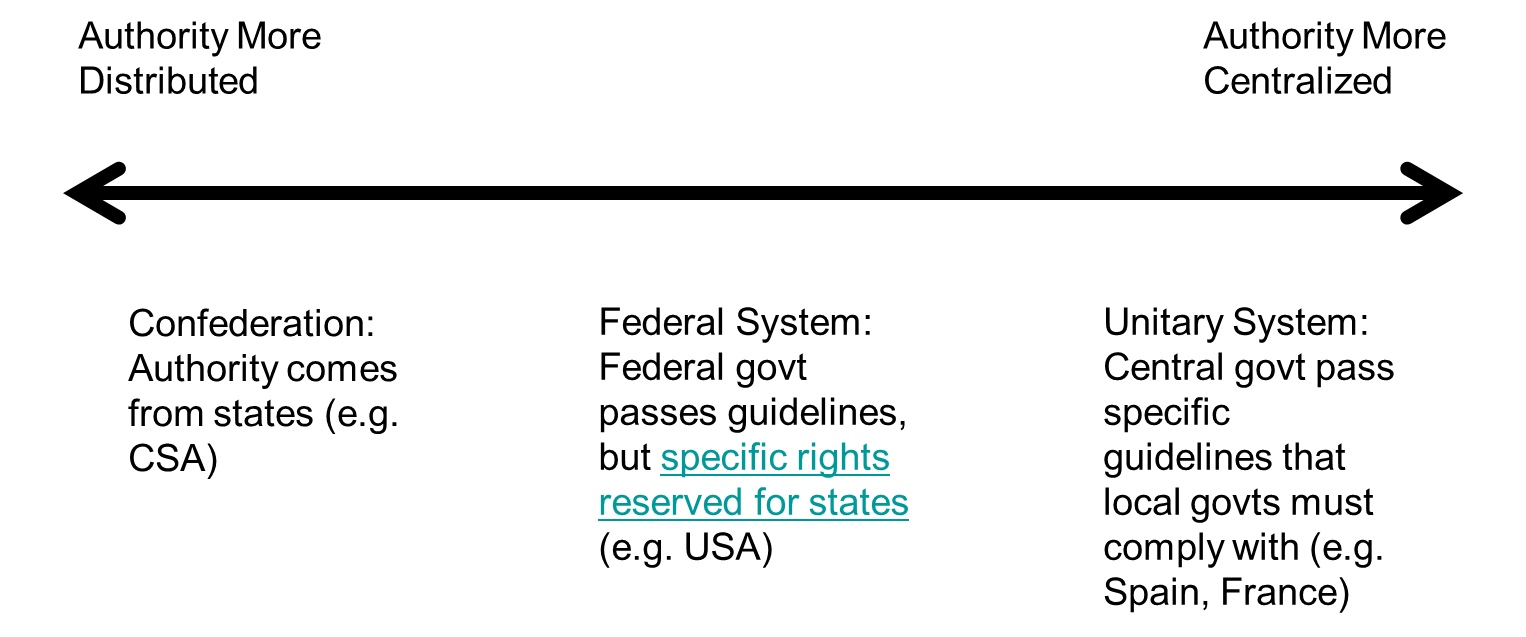 Authority More
Distributed
Authority More
Centralized
Confederation:
Authority comes
from states (e.g.
CSA)
Federal System:
Federal govt
passes guidelines,
but specific rights
reserved for states
(e.g. USA)
Unitary System:
Central govt pass
specific
guidelines that
local govts must
comply with (e.g.
Spain, France)